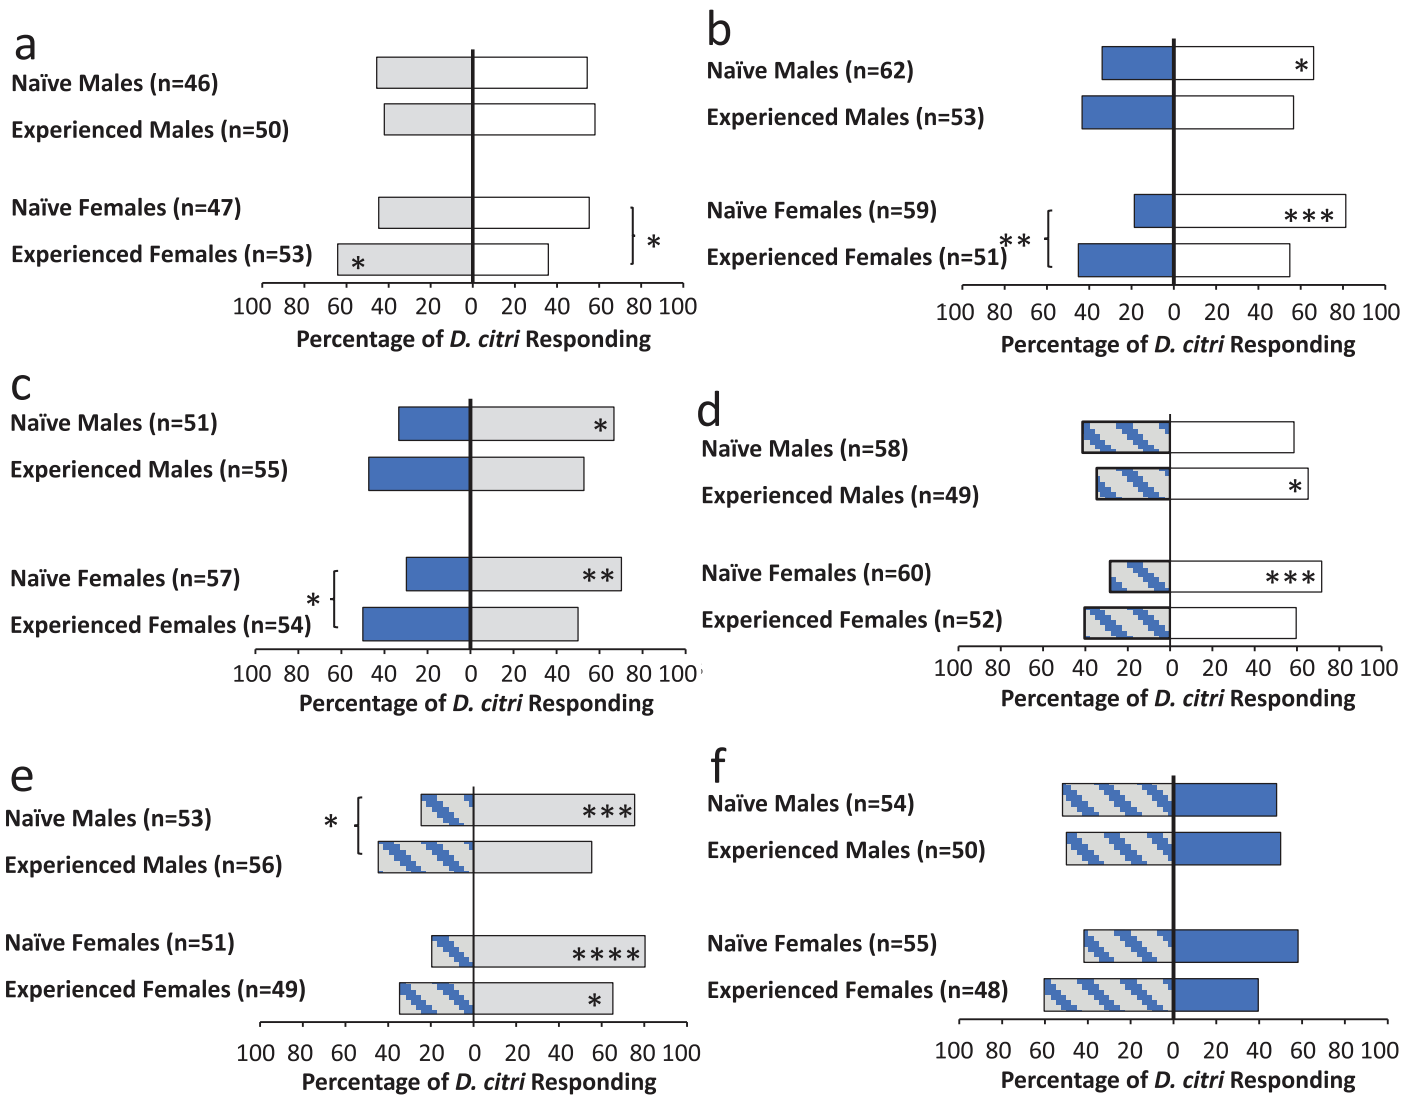 a
Naïve Males (n=46)
Experienced Males (n=50)
Naïve Females (n=47)
Experienced Females (n=53)
*
*
100 80 60 40 20 0 20 40 60 80 100
Percentage of D. citri Responding
b
Naïve Males (n=62)
*
Experienced Males (n=53)
Naïve Females (n=59)
***
**
Experienced Females (n=51)
100 80 60 40 20 0 20 40 60 80 100
Percentage of D. citri Responding
c
Naïve Males (n=51)
*
Experienced Males (n=55)
Naïve Females (n=57)
**
*
Experienced Females (n=54)
100 80 60 40 20 0 20 40 60 80 100
Percentage of D. citri Responding
d
Naïve Males (n=58)
Experienced Males (n=49)
*
Naïve Females (n=60)
***
Experienced Females (n=52)
100 80 60 40 20 0 20 40 60 80 100
Percentage of D. citri Responding
e
Naïve Males (n=53)
***
*
Experienced Males (n=56)
Naïve Females (n=51)
****
Experienced Females (n=49)
*
100 80 60 40 20 0 20 40 60 80 100
Percentage of D. citri Responding
f
Naïve Males (n=54)
Experienced Males (n=50)
Naïve Females (n=55)
Experienced Females (n=48)
100 80 60 40 20 0 20 40 60 80 100
Percentage of D. citri Responding